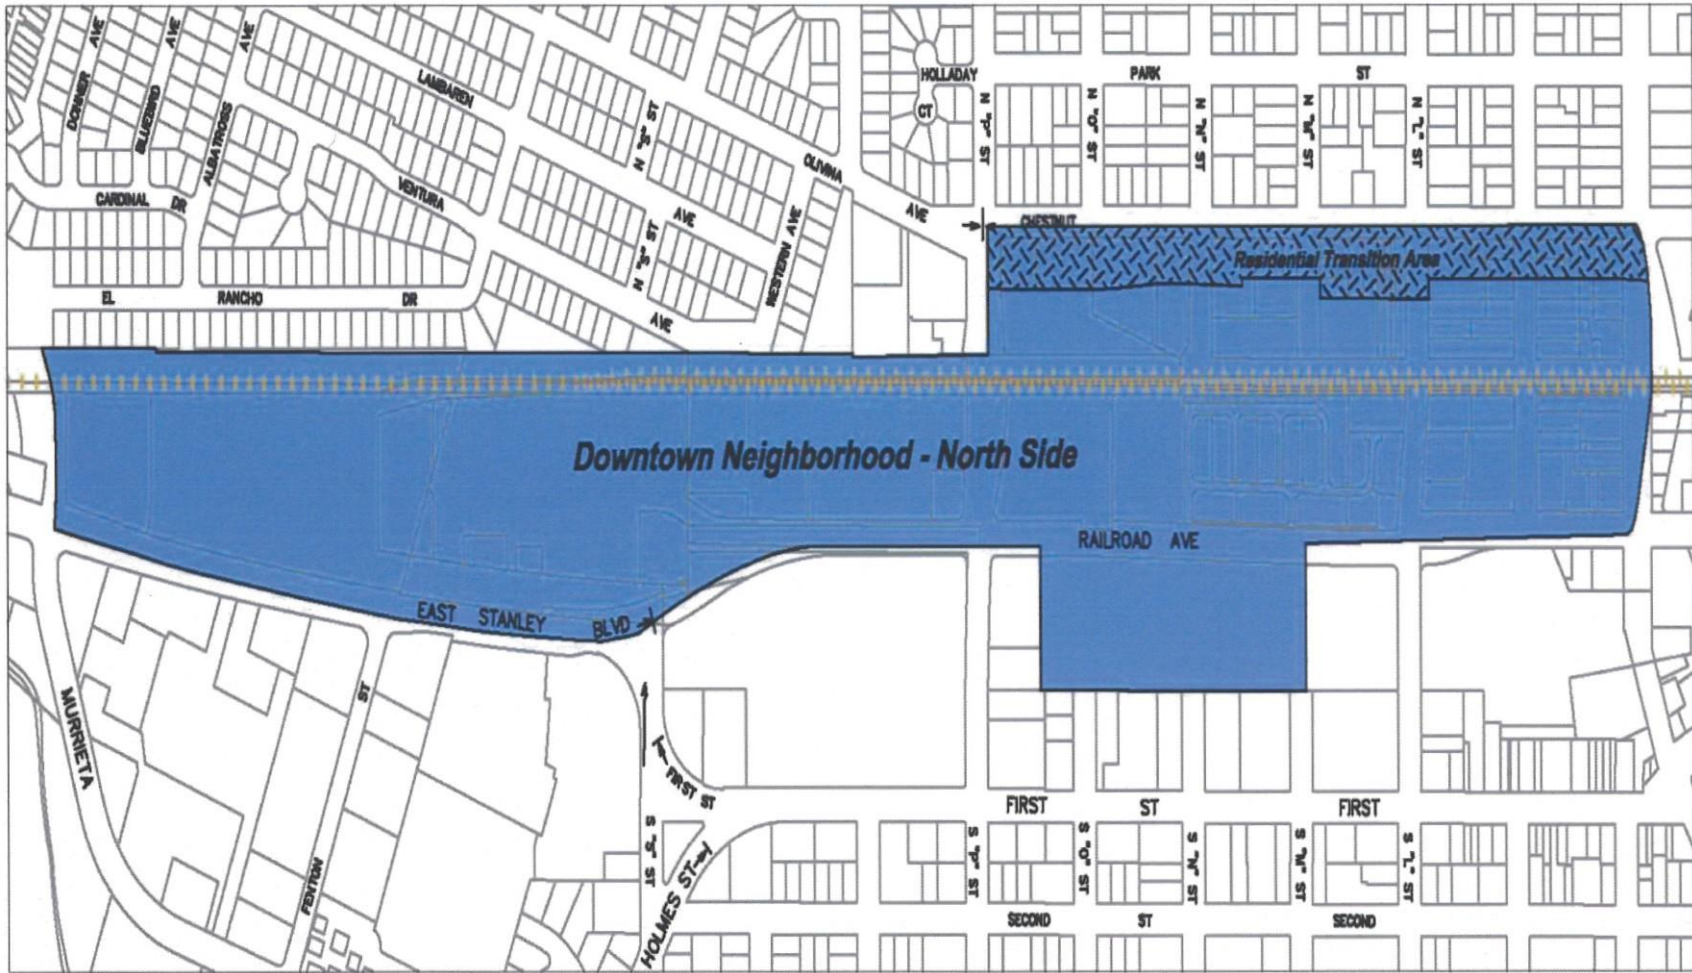 DONNER AVE
BLUEBIRD AVE
ALBATROSS AVE
LAMBAREN AVE
N "S" ST
HOLLADAY CT
PARK ST
N "P" ST
N "O" ST
N "N" ST
N "M" ST
N "L" ST
OLIVINA AVE
CARDINAL DR
VENTURA AVE
N "S" ST
WESTERN AVE
CHESTNUT
Residential Transition Area
EL RANCHO DR
Downtown Neighborhood - North Side
RAILROAD AVE
EAST STANLEY BLVD
MURRIETA
FENTON ST
FIRST ST
FIRST ST FIRST
S "S" ST
HOLMES ST
S "P" ST
S "O" ST
S "N" ST
S "M" ST
S "L" ST
SECOND ST SECOND